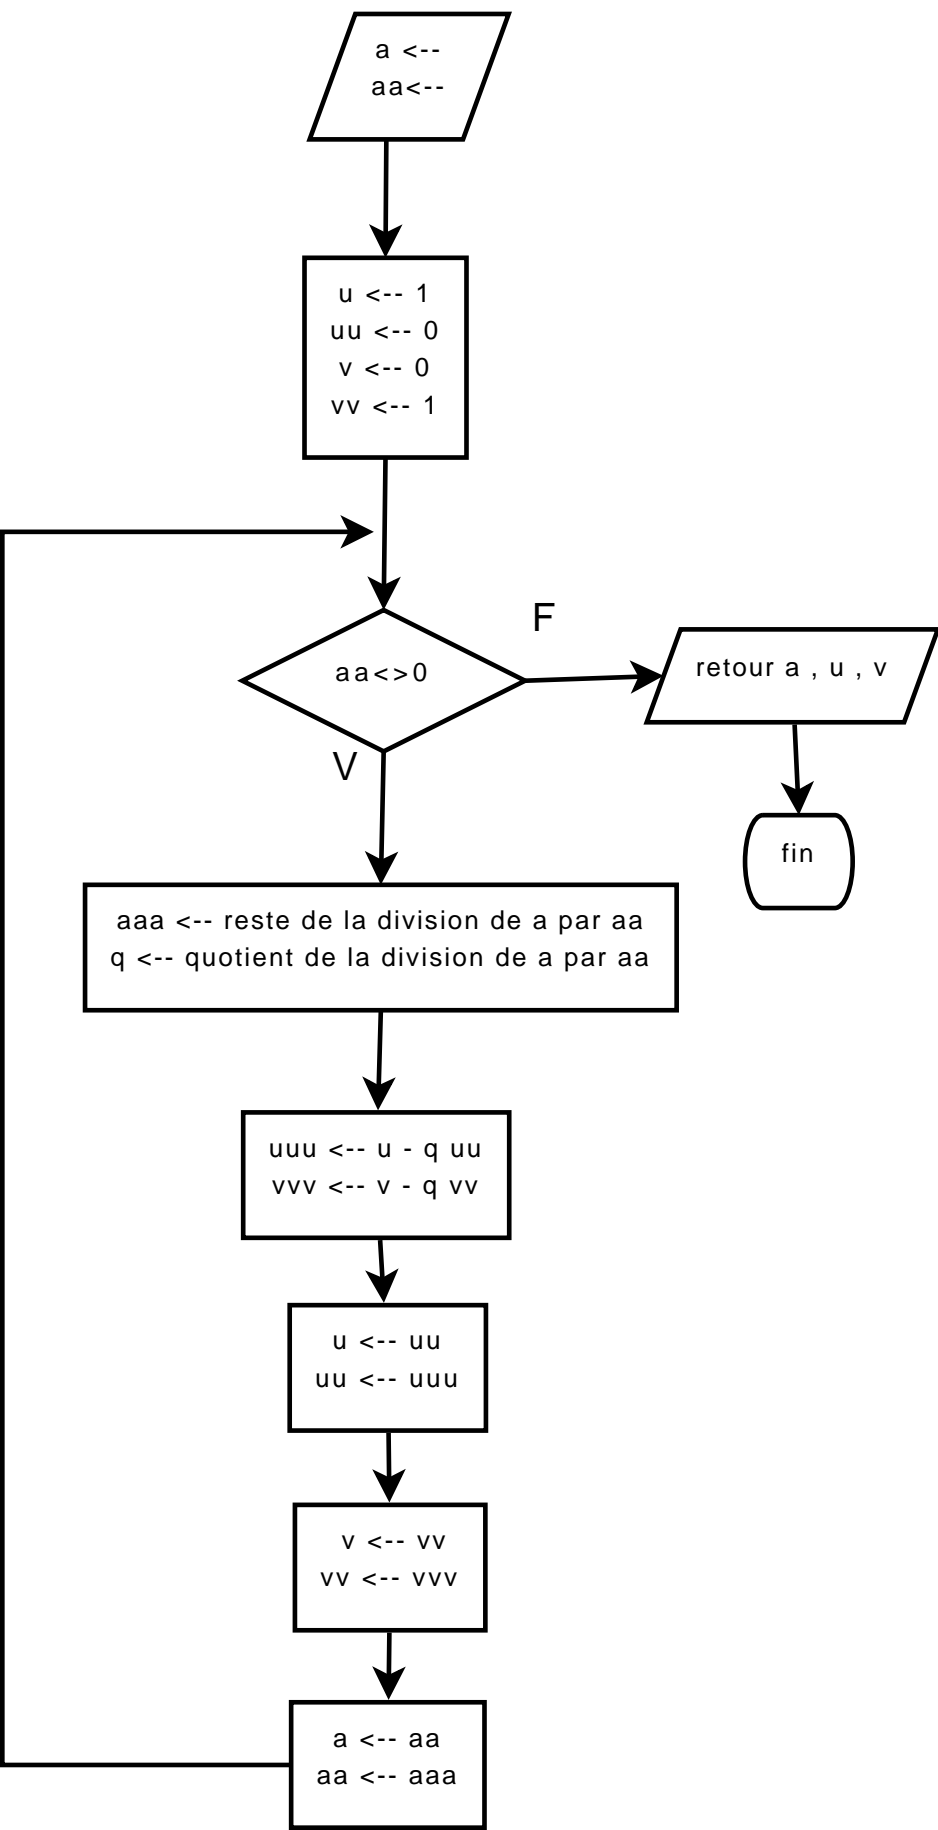 a <--
aa<--
u <-- 1
uu <-- 0
v <-- 0
vv <-- 1
aa<>0
F
retour a , u , v
fin
V
aaa <-- reste de la division de a par aa
q <-- quotient de la division de a par aa
uuu <-- u - q uu
vvv <-- v - q vv
u <-- uu
uu <-- uuu
v <-- vv
vv <-- vvv
a <-- aa
aa <-- aaa